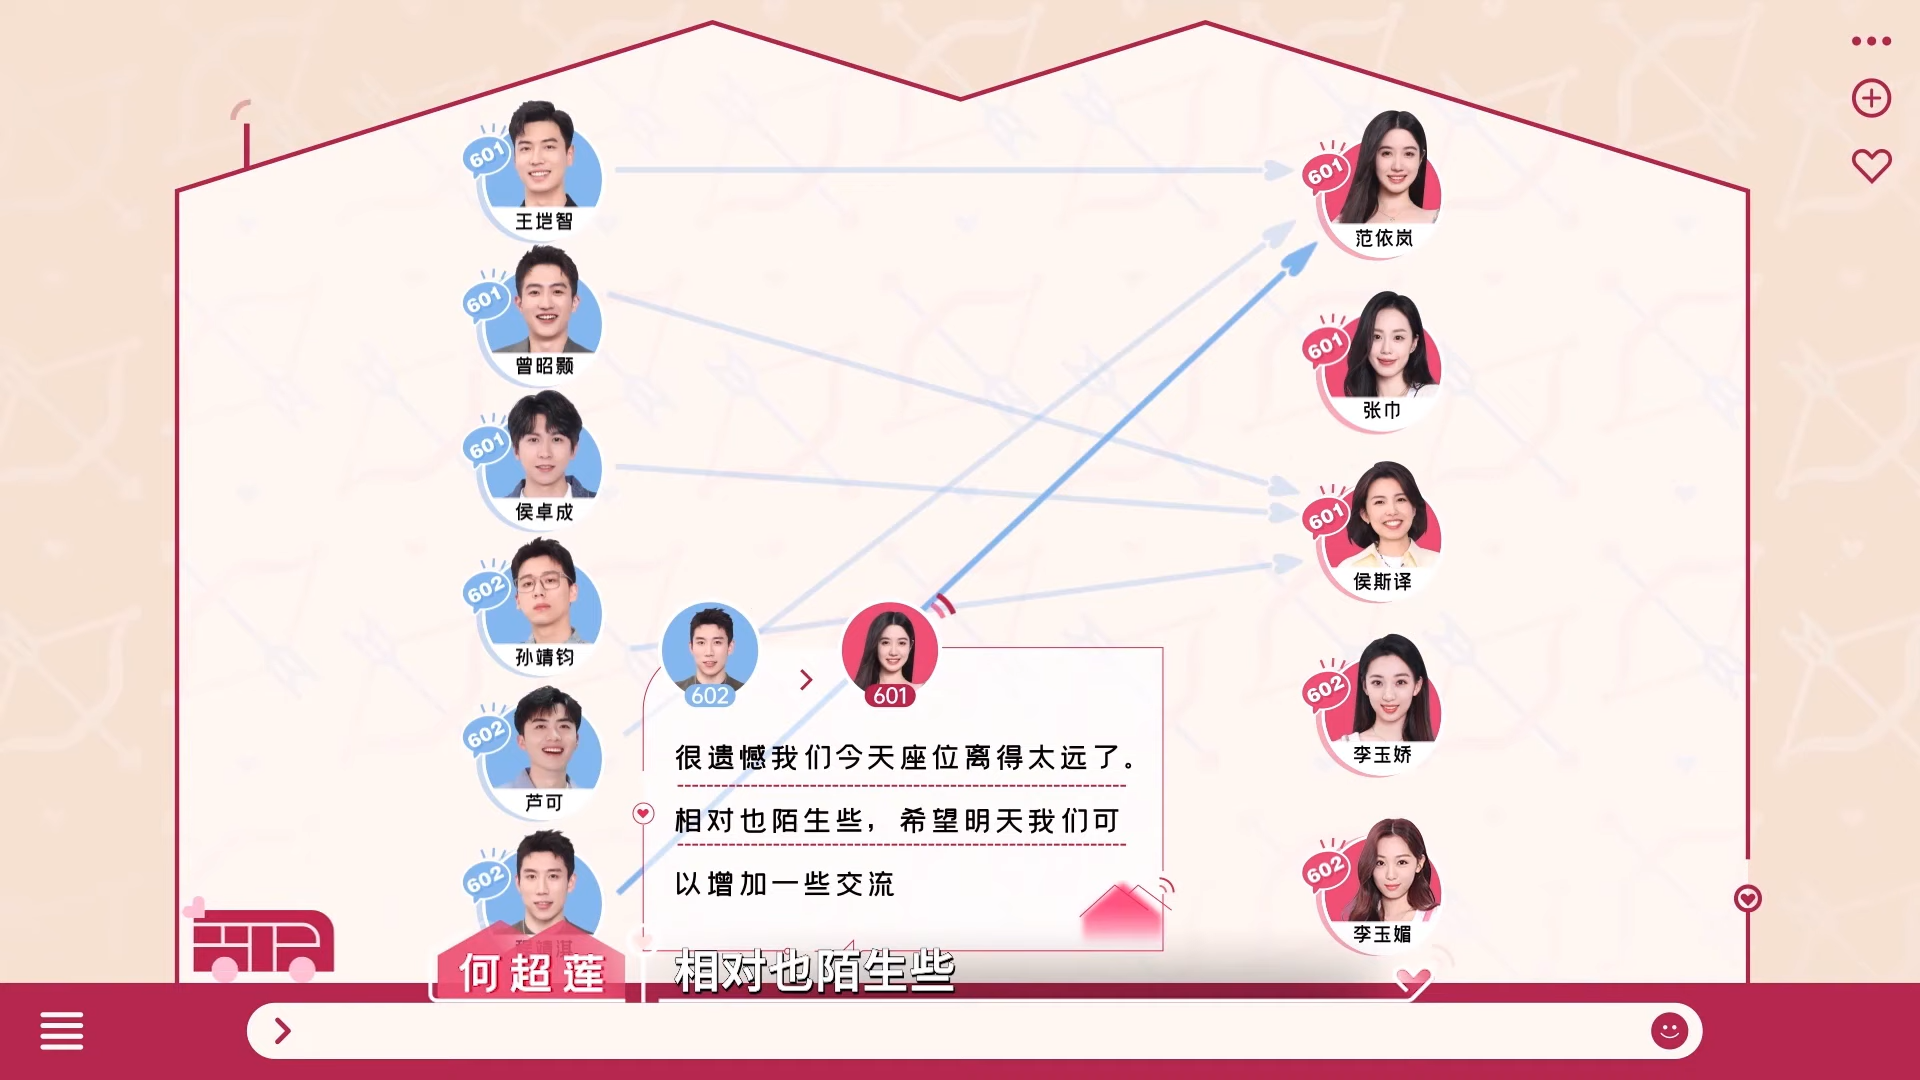 601
王垲智
601
曾昭颢
601
侯卓成
602
孙靖钧
602
芦可
602
601
范依岚
601
张巾
601
侯斯译
602
李玉娇
602
李玉媚
602
601
很遗憾我们今天座位离得太远了。
相对也陌生些，希望明天我们可
以增加一些交流
何超莲
相对也陌生些